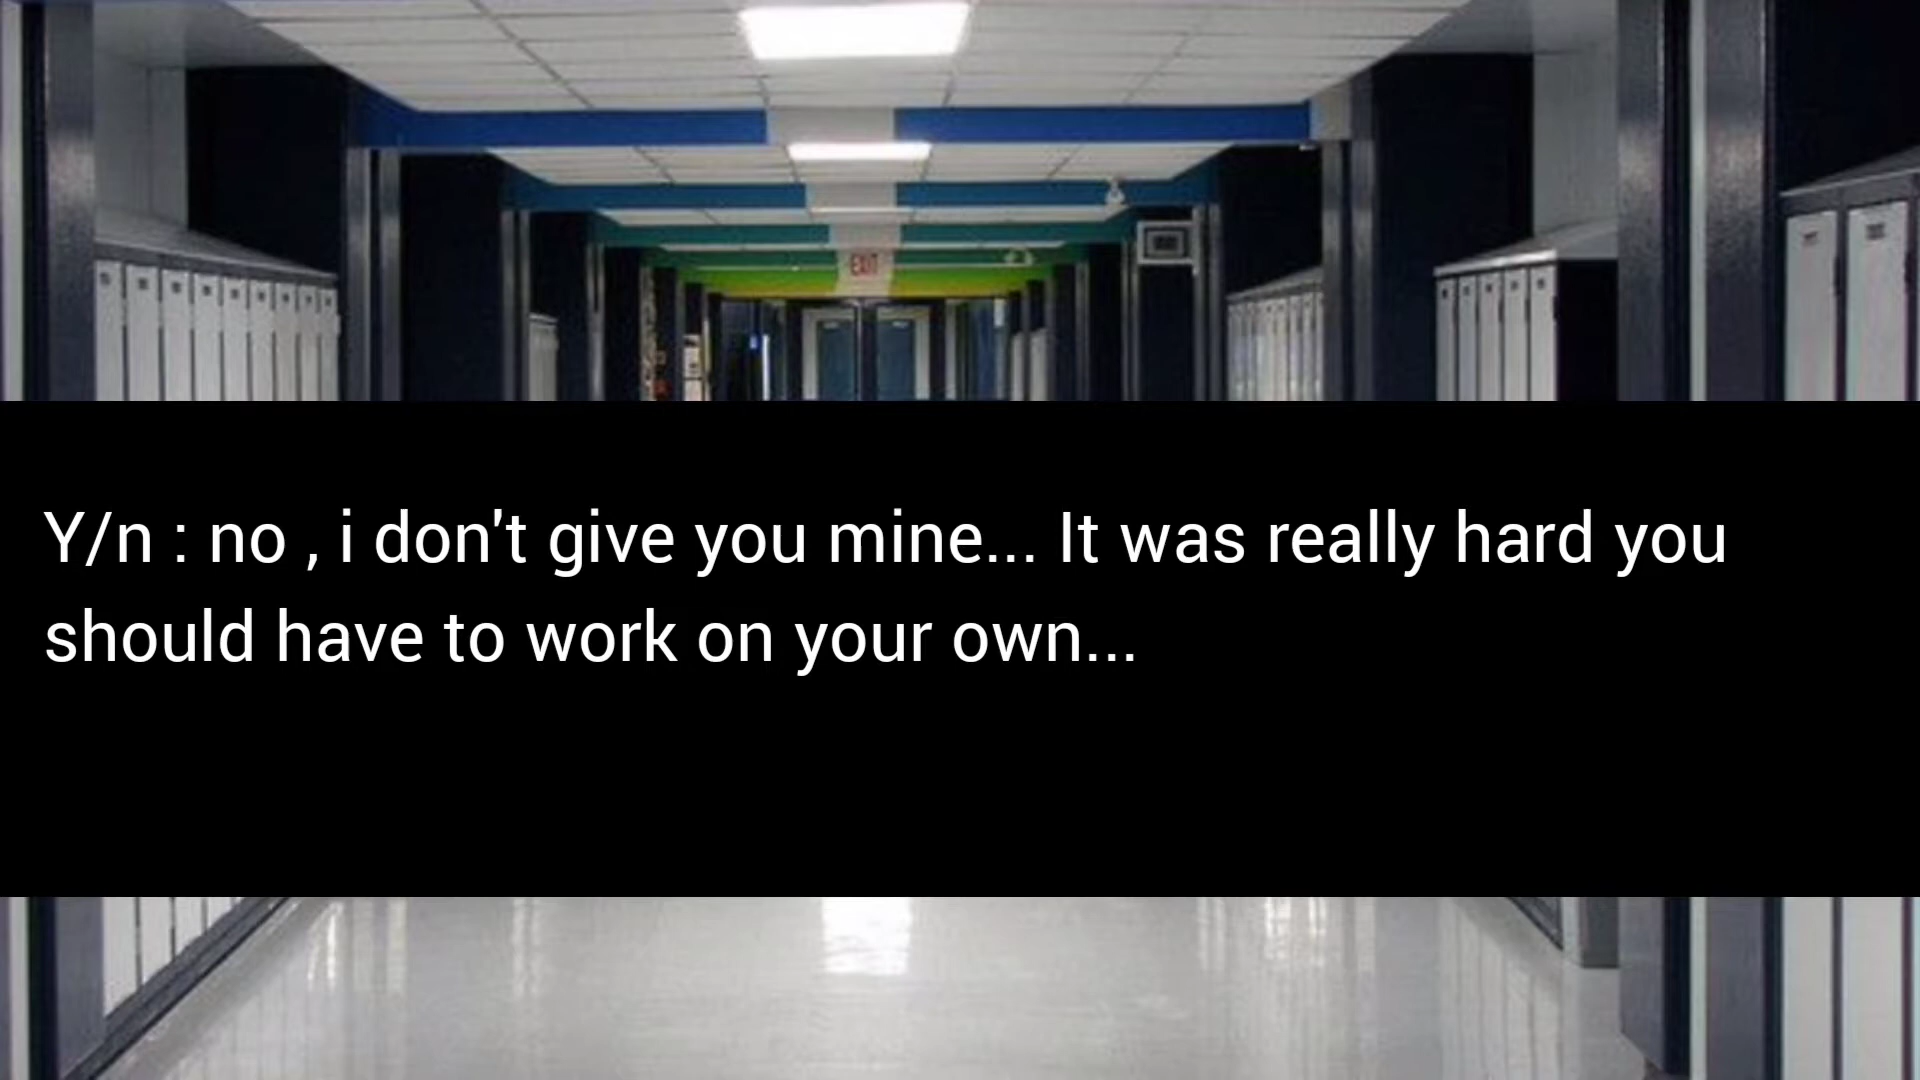 EXIT
Y/n : no , i don't give you mine... It was really hard you
should have to work on your own...